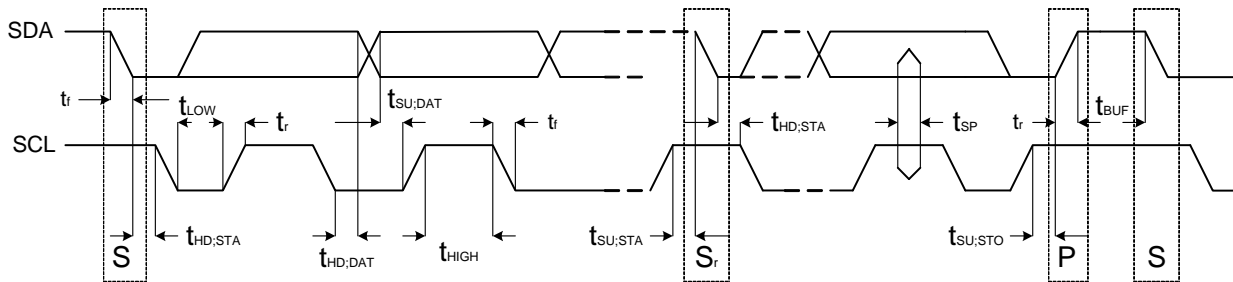 SDA
tf tLOW tr tSU;DAT tf tHD;STA tSP tr tBUF
SCL
tHD;STA tHD;DAT tHIGH tSU;STA tSU;STO
S Sr P S